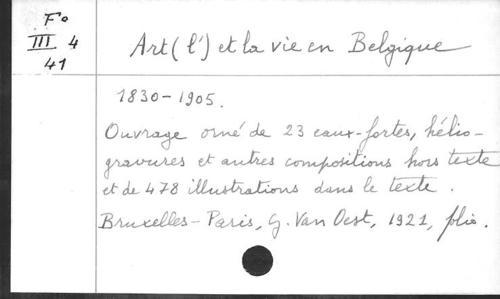 F°
III 4
41
Art (l') et la vie en Belgique
1830-1905.
Ouvrage orné de 23 eaux-fortes, hélio-
gravures et autres compositions hors texte
et de 478 illustrations dans le texte.
Bruxelles-Paris, G. Van Oest, 1921, folio.